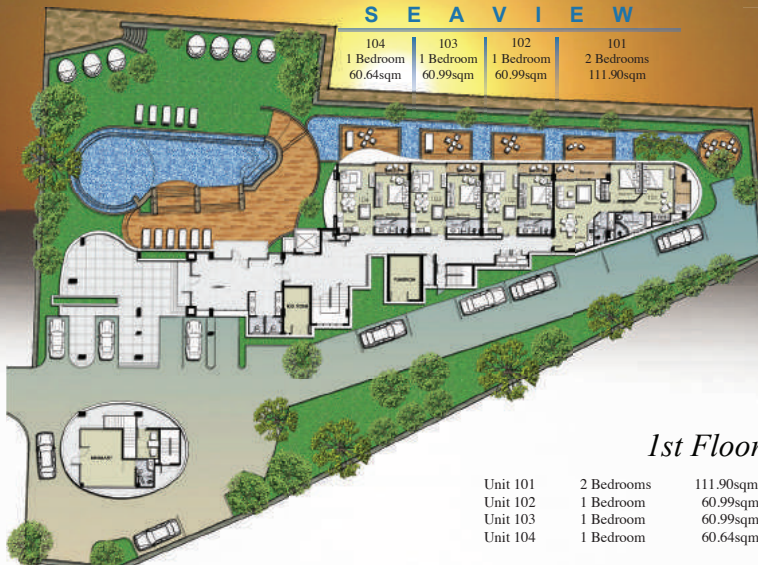 S E A V I E W
104 103 102 101
1 Bedroom 1 Bedroom 1 Bedroom 2 Bedrooms
60.64sqm 60.99sqm 60.99sqm 111.90sqm
1st Floor
Unit 101 2 Bedrooms 111.90sqm
Unit 102 1 Bedroom 60.99sqm
Unit 103 1 Bedroom 60.99sqm
Unit 104 1 Bedroom 60.64sqm